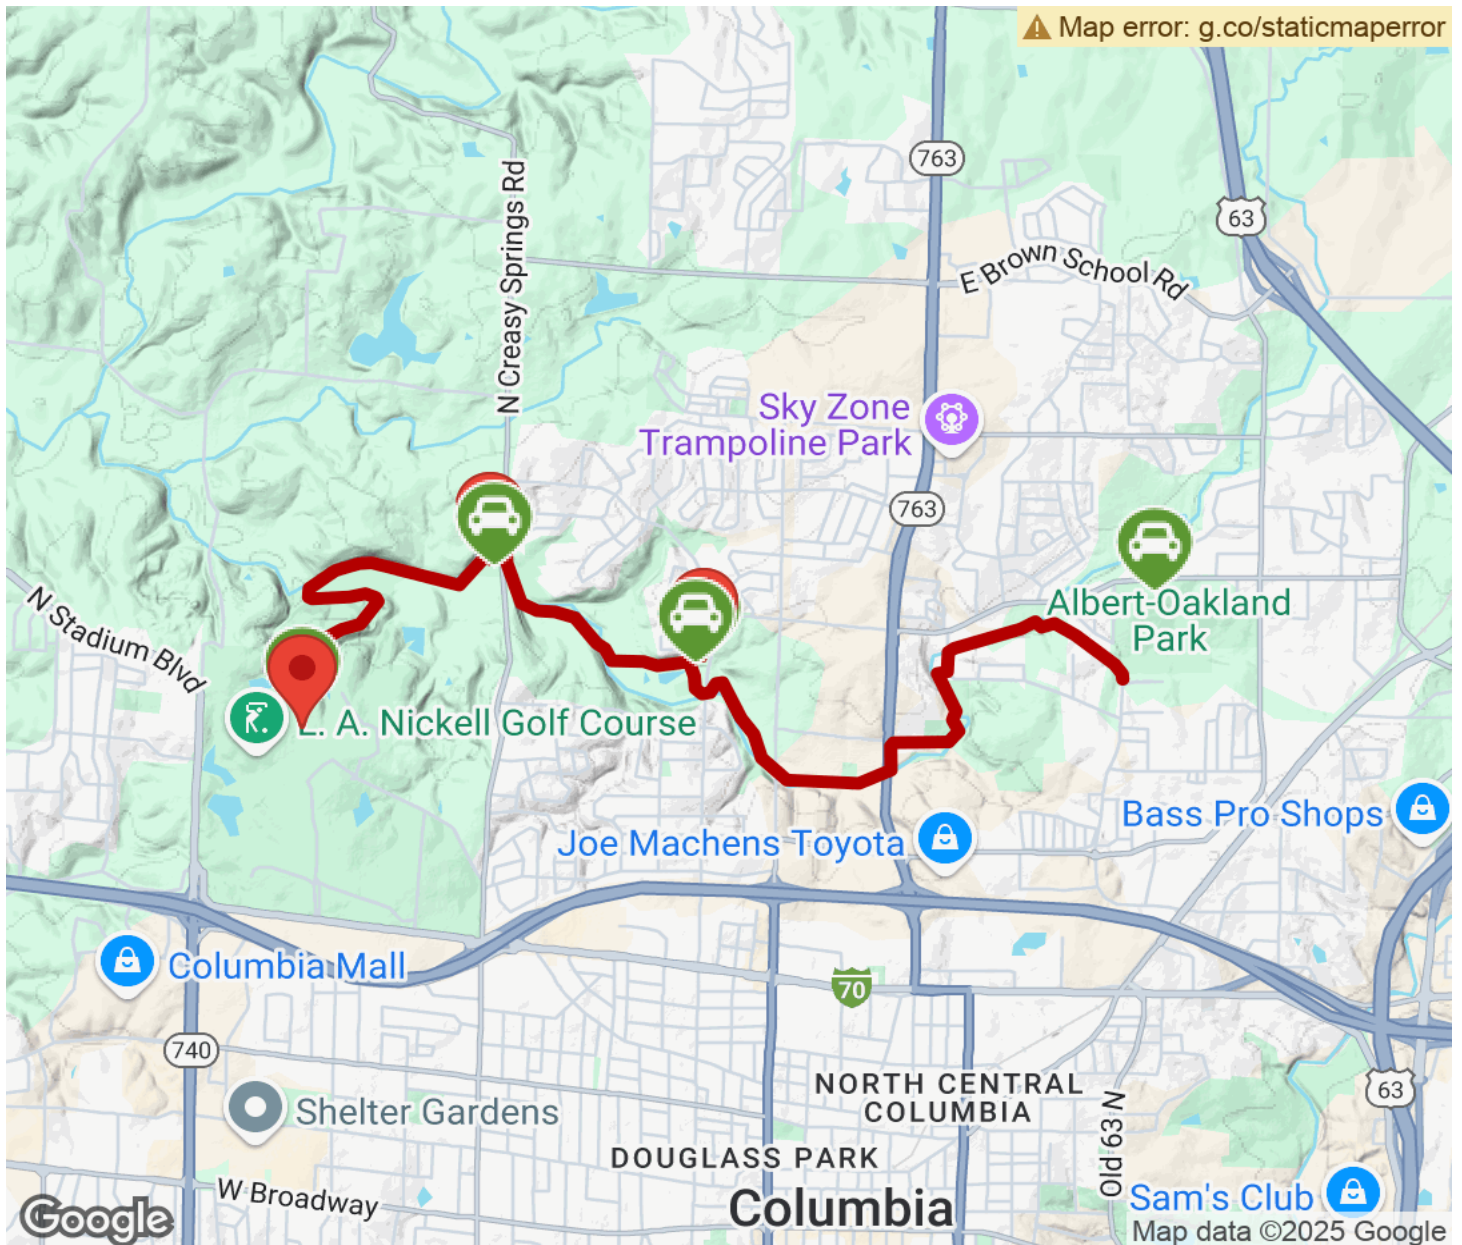 Map error: g.co/staticmaperror
763
63
N Creasy Springs Rd
E Brown School Rd
Sky Zone
Trampoline Park
763
N Stadium Blvd
Albert-Oakland
Park
L. A. Nickell Golf Course
Joe Machens Toyota
Bass Pro Shops
Columbia Mall
70
740
63
NORTH CENTRAL
COLUMBIA
Shelter Gardens
Old 63 N
DOUGLASS PARK
W Broadway
Columbia
Sam's Club
Google
Map data ©2025 Google